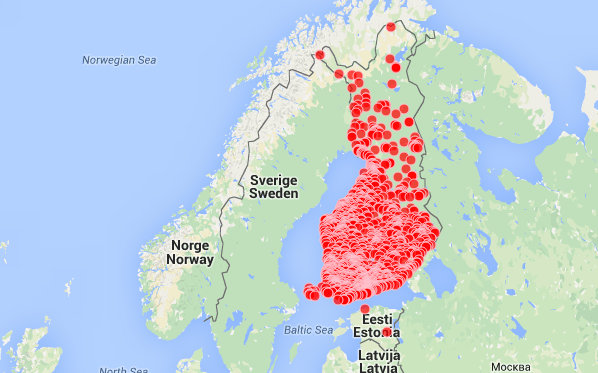 Norwegian Sea
Sverige
Sweden
Norge
Norway
Baltic Sea
Eesti
Estonia
Latvija
Latvia
Москва
North Sea